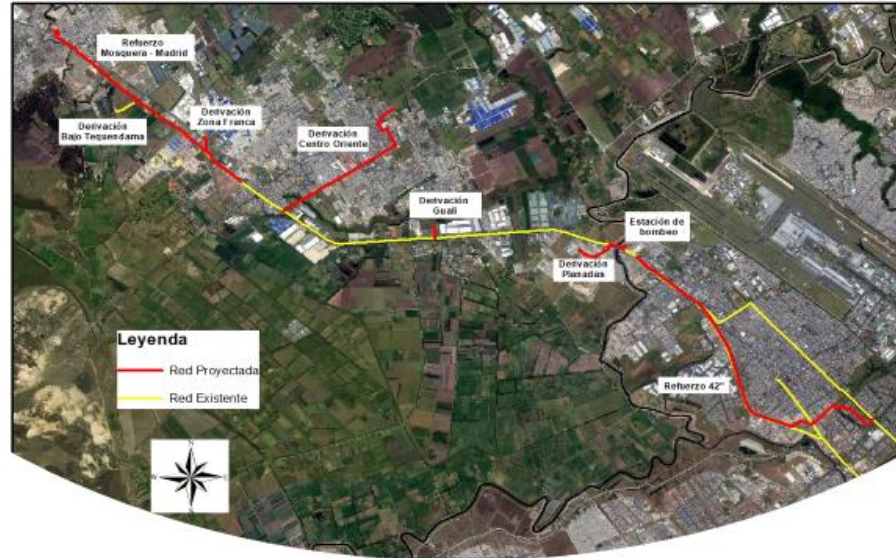 Refuerzo
Mosquera - Madrid
Derivación
Bajo Tequendama
Derivación
Zona Franca
Derivación
Centro Oriente
Derivación
Gualí
Estación de
bombeo
Derivación
Planadas
Refuerzo 42"
Leyenda
Red Proyectada
Red Existente
N